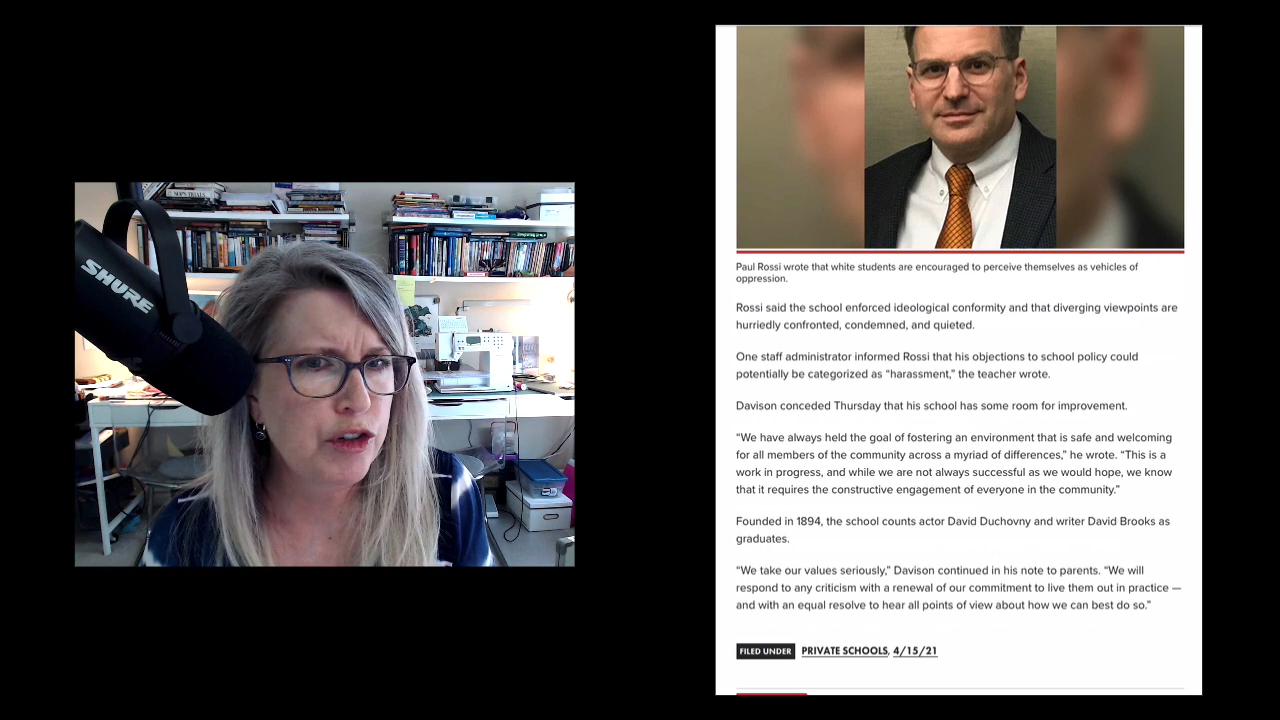 SHURE
Paul Rossi wrote that white students are encouraged to perceive themselves as vehicles of
oppression.
Rossi said the school enforced ideological conformity and that diverging viewpoints are
hurriedly confronted, condemned, and quieted.
One staff administrator informed Rossi that his objections to school policy could
potentially be categorized as “harassment,” the teacher wrote.
Davison conceded Thursday that his school has some room for improvement.
“We have always held the goal of fostering an environment that is safe and welcoming
for all members of the community across a myriad of differences,” he wrote. “This is a
work in progress, and while we are not always successful as we would hope, we know
that it requires the constructive engagement of everyone in the community.”
Founded in 1894, the school counts actor David Duchovny and writer David Brooks as
graduates.
“We take our values seriously,” Davison continued in his note to parents. “We will
respond to any criticism with a renewal of our commitment to live them out in practice —
and with an equal resolve to hear all points of view about how we can best do so.”
FILED UNDER PRIVATE SCHOOLS, 4/15/21